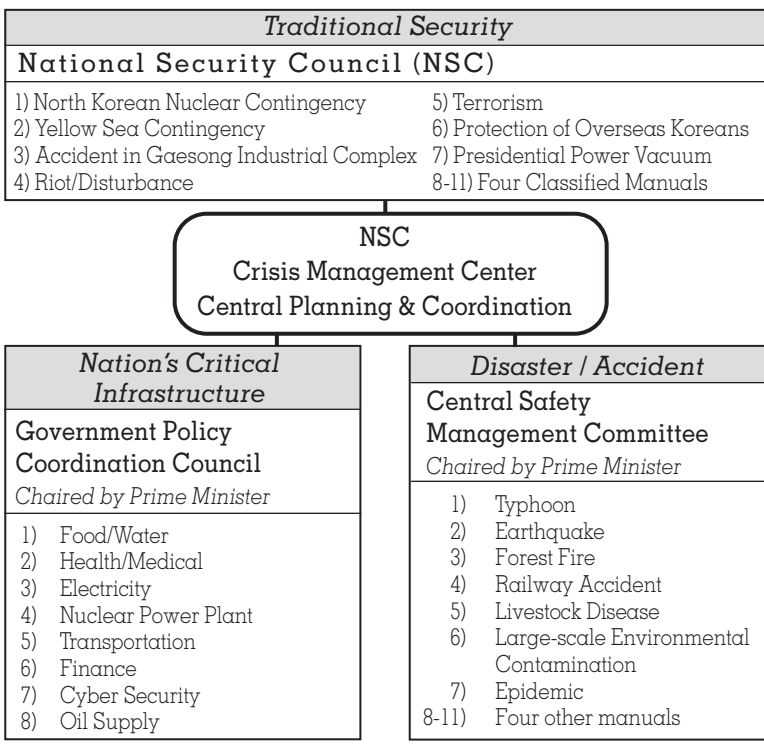 Traditional Security
National Security Council (NSC)
1) North Korean Nuclear Contingency
2) Yellow Sea Contingency
3) Accident in Gaesong Industrial Complex
4) Riot/Disturbance
5) Terrorism
6) Protection of Overseas Koreans
7) Presidential Power Vacuum
8-11) Four Classified Manuals
NSC
Crisis Management Center
Central Planning & Coordination
Nation's Critical
Infrastructure
Government Policy
Coordination Council
Chaired by Prime Minister
1) Food/Water
2) Health/Medical
3) Electricity
4) Nuclear Power Plant
5) Transportation
6) Finance
7) Cyber Security
8) Oil Supply
Disaster / Accident
Central Safety
Management Committee
Chaired by Prime Minister
1) Typhoon
2) Earthquake
3) Forest Fire
4) Railway Accident
5) Livestock Disease
6) Large-scale Environmental
Contamination
7) Epidemic
8-11) Four other manuals